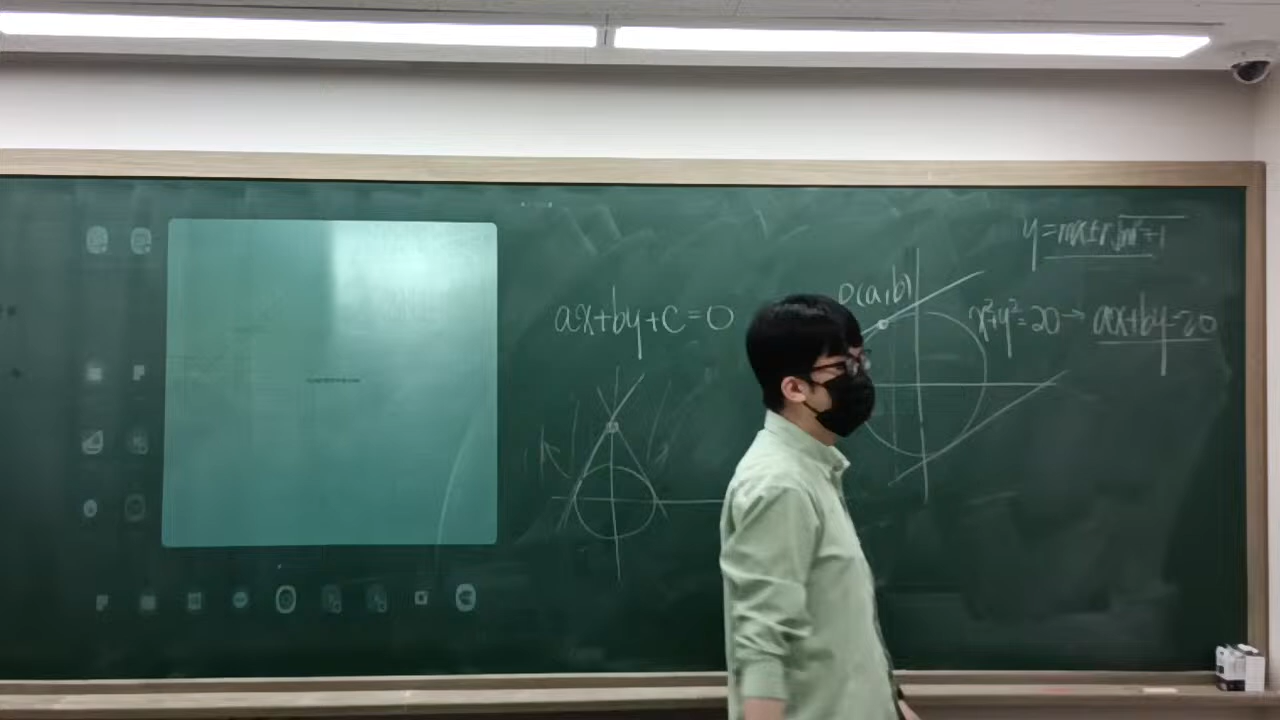 y=mx±r√m²+1
ax+by+c=0
P(a,b)
x²+y²=20→ax+by=20